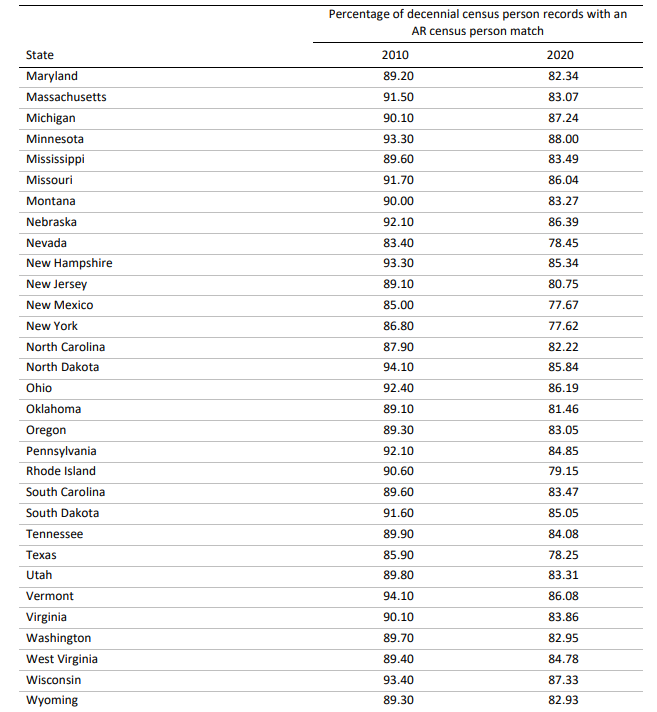 Percentage of decennial census person records with an
AR census person match
State 2010 2020
Maryland 89.20 82.34
Massachusetts 91.50 83.07
Michigan 90.10 87.24
Minnesota 93.30 88.00
Mississippi 89.60 83.49
Missouri 91.70 86.04
Montana 90.00 83.27
Nebraska 92.10 86.39
Nevada 83.40 78.45
New Hampshire 93.30 85.34
New Jersey 89.10 80.75
New Mexico 85.00 77.67
New York 86.80 77.62
North Carolina 87.90 82.22
North Dakota 94.10 85.84
Ohio 92.40 86.19
Oklahoma 89.10 81.46
Oregon 89.30 83.05
Pennsylvania 92.10 84.85
Rhode Island 90.60 79.15
South Carolina 89.60 83.47
South Dakota 91.60 85.05
Tennessee 89.90 84.08
Texas 85.90 78.25
Utah 89.80 83.31
Vermont 94.10 86.08
Virginia 90.10 83.86
Washington 89.70 82.95
West Virginia 89.40 84.78
Wisconsin 93.40 87.33
Wyoming 89.30 82.93